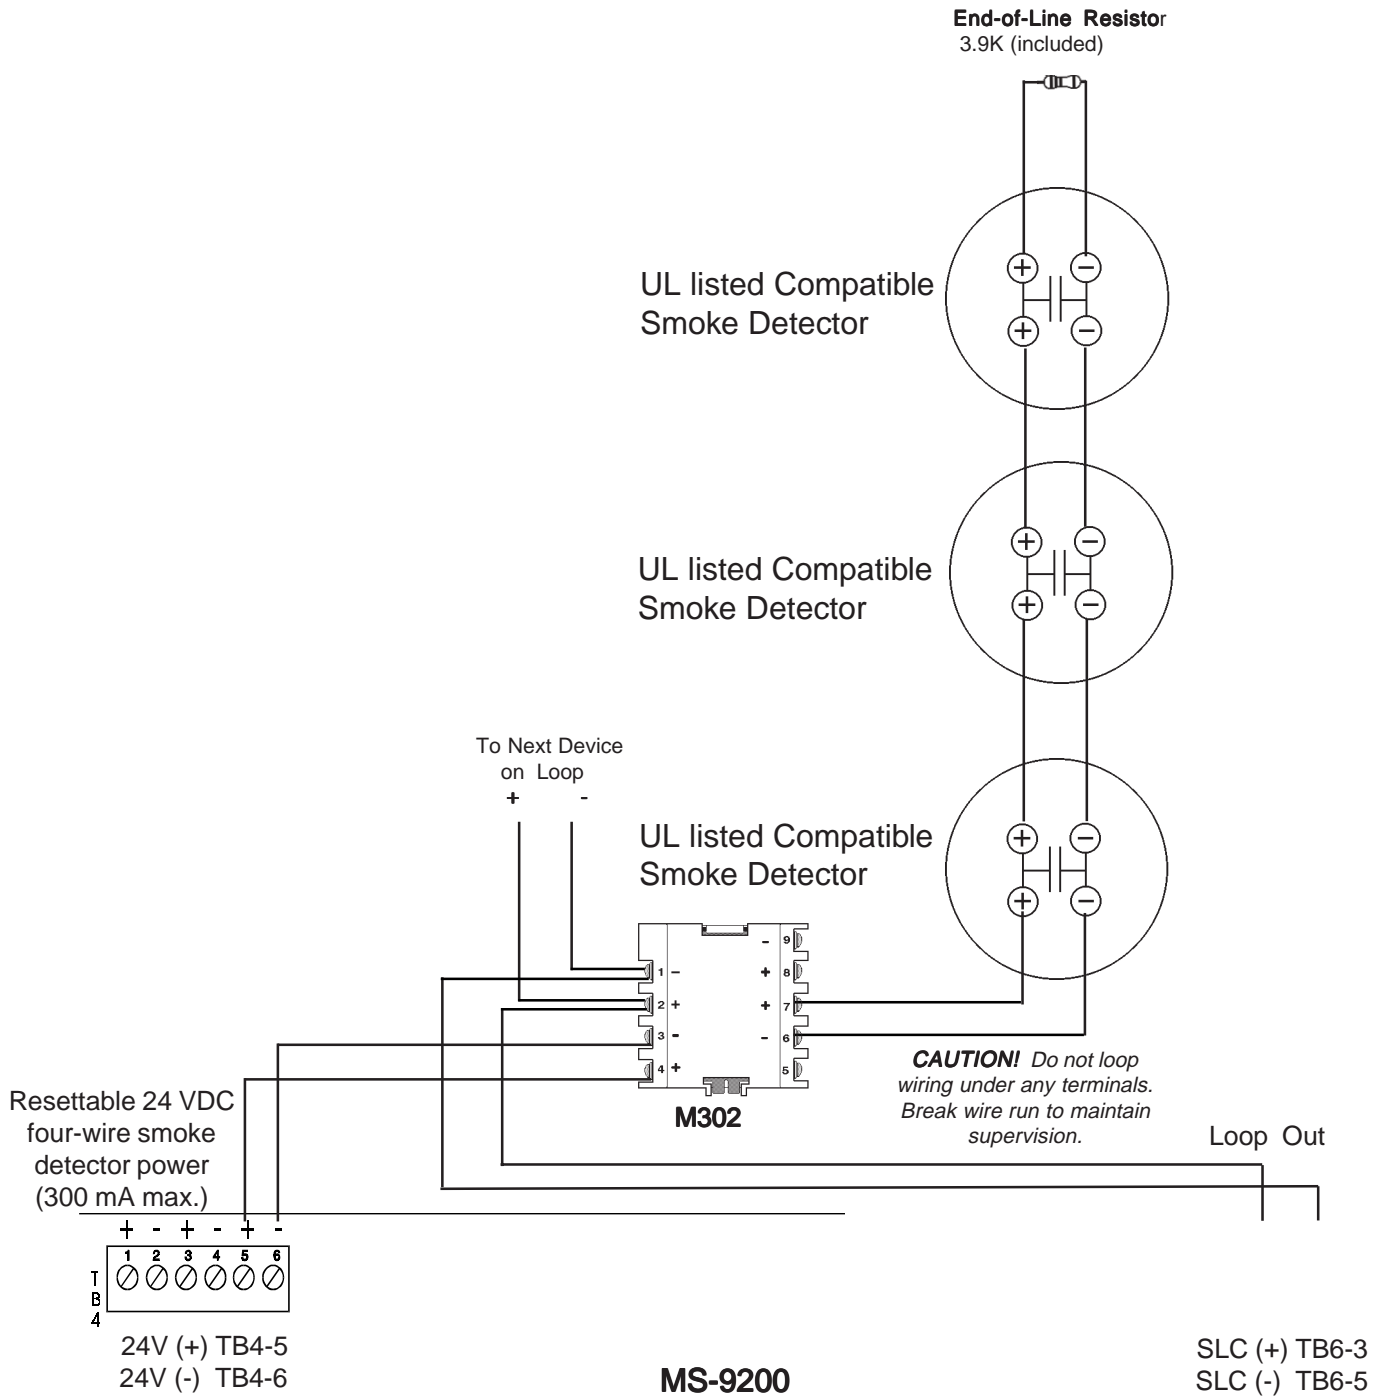 End-of-Line Resistor
3.9K (included)
+ -
+ -
UL listed Compatible
Smoke Detector
+ -
+ -
UL listed Compatible
Smoke Detector
To Next Device
on Loop
+ -
+ -
+ -
UL listed Compatible
Smoke Detector
- 9
1 - + 8
2 + + 7
3 - - 6
4 + 5
M302
CAUTION! Do not loop
wiring under any terminals.
Break wire run to maintain
supervision.
Resettable 24 VDC
four-wire smoke
detector power
(300 mA max.)
Loop Out
+ - + - + -
1 2 3 4 5 6
T
B
4
24V (+) TB4-5
24V (-) TB4-6
MS-9200
SLC (+) TB6-3
SLC (-) TB6-5